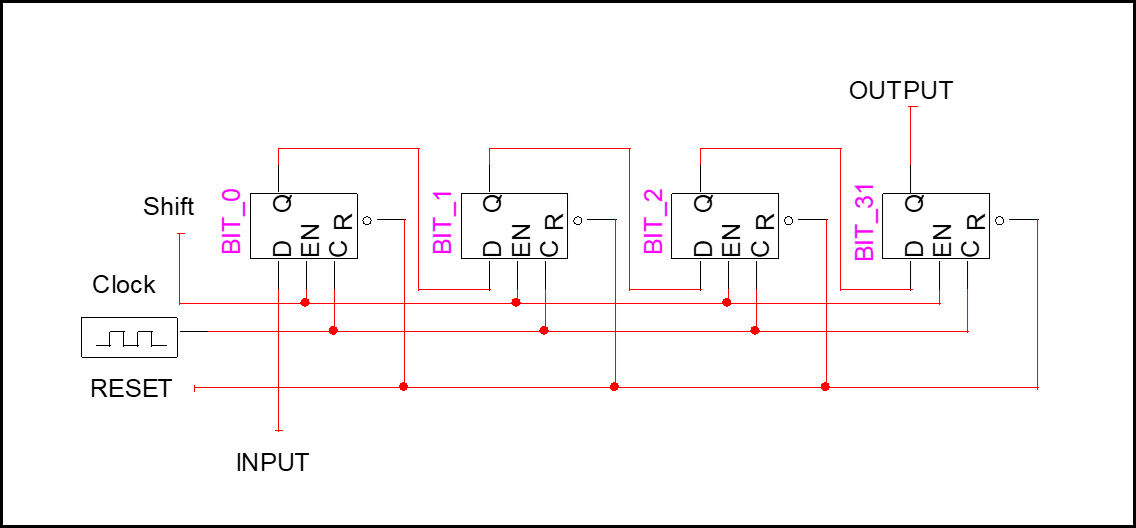 OUTPUT
Shift
BIT_0
Q
D
EN
C
R
BIT_1
Q
D
EN
C
R
BIT_2
Q
D
EN
C
R
BIT_31
Q
D
EN
C
R
Clock
RESET
INPUT